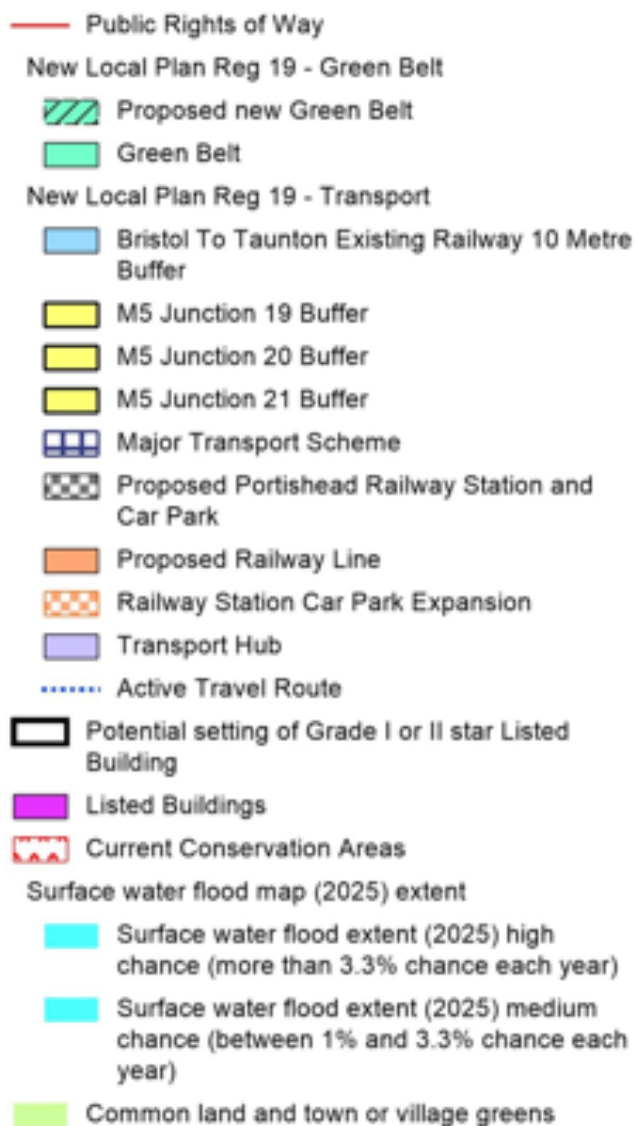 Public Rights of Way
New Local Plan Reg 19 - Green Belt
Proposed new Green Belt
Green Belt
New Local Plan Reg 19 - Transport
Bristol To Taunton Existing Railway 10 Metre
Buffer
M5 Junction 19 Buffer
M5 Junction 20 Buffer
M5 Junction 21 Buffer
Major Transport Scheme
Proposed Portishead Railway Station and
Car Park
Proposed Railway Line
Railway Station Car Park Expansion
Transport Hub
Active Travel Route
Potential setting of Grade I or II star Listed
Building
Listed Buildings
Current Conservation Areas
Surface water flood map (2025) extent
Surface water flood extent (2025) high
chance (more than 3.3% chance each year)
Surface water flood extent (2025) medium
chance (between 1% and 3.3% chance each
year)
Common land and town or village greens